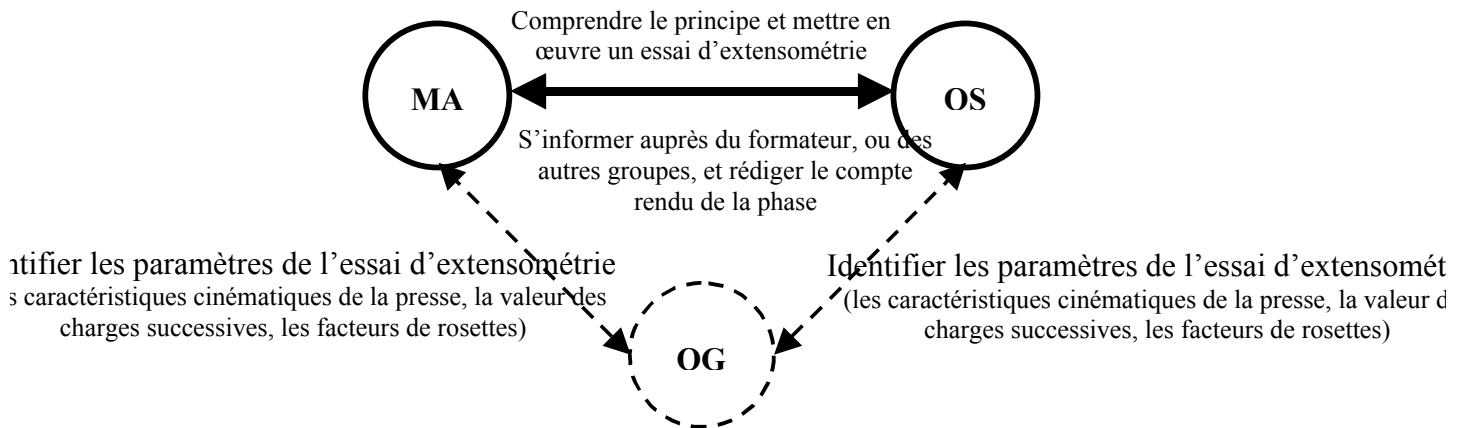 Comprendre le principe et mettre en
œuvre un essai d’extensométrie
MA
OS
S’informer auprès du formateur, ou des
autres groupes, et rédiger le compte
rendu de la phase
les paramètres de l’essai d’extensométrie
caractéristiques cinématiques de la presse, la valeur des
charges successives, les facteurs de rosettes)
Identifier les paramètres de l’essai
(les caractéristiques cinématiques de la presse, la valeur
charges successives, les facteurs de rosettes)
OG